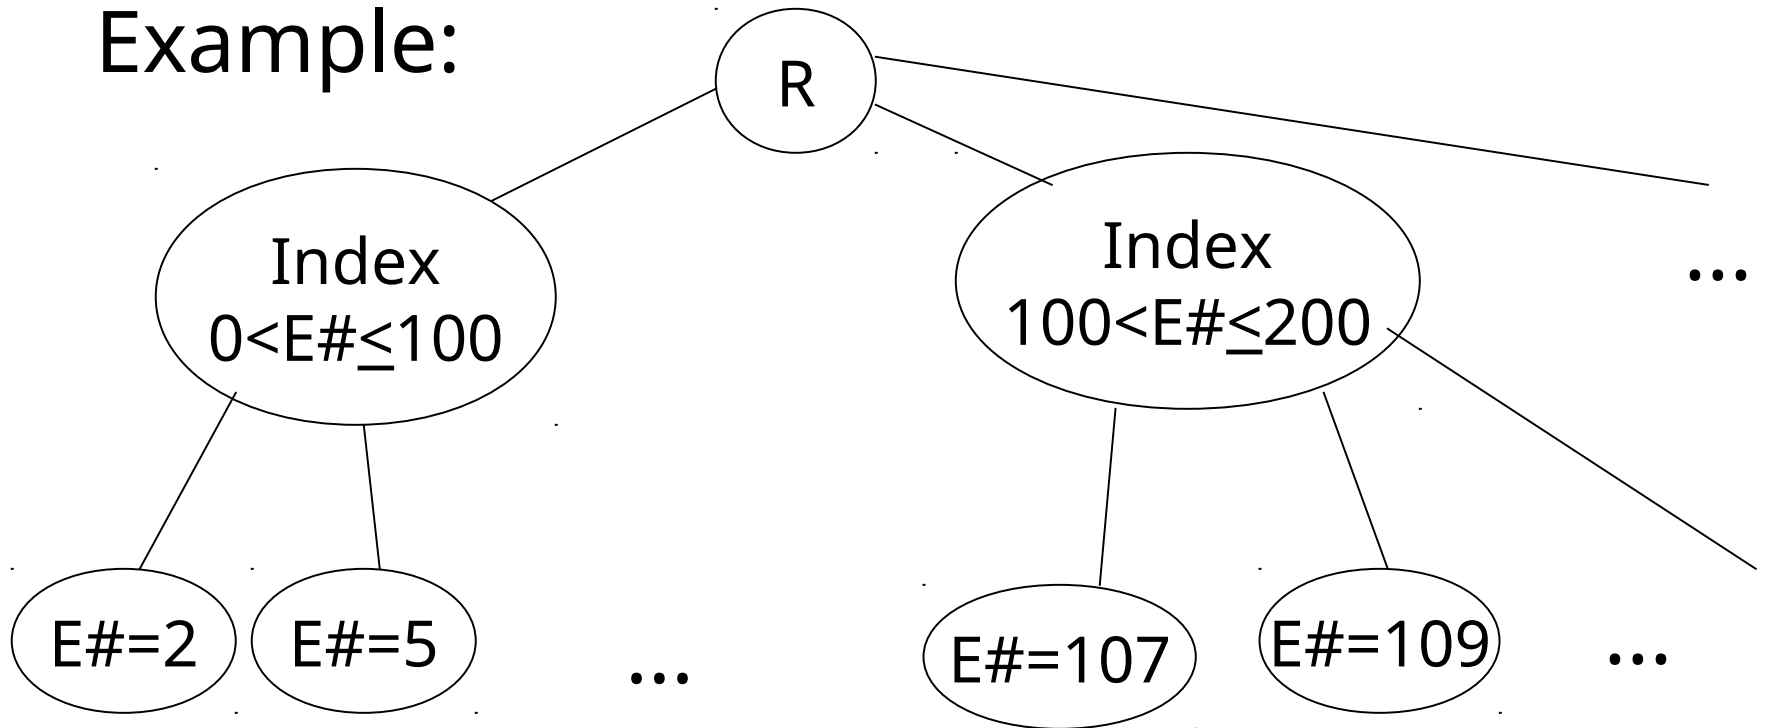 Example:
R
Index
0<E#≤100
Index
100<E#≤200
...
E#=2
E#=5
...
E#=107
E#=109
...